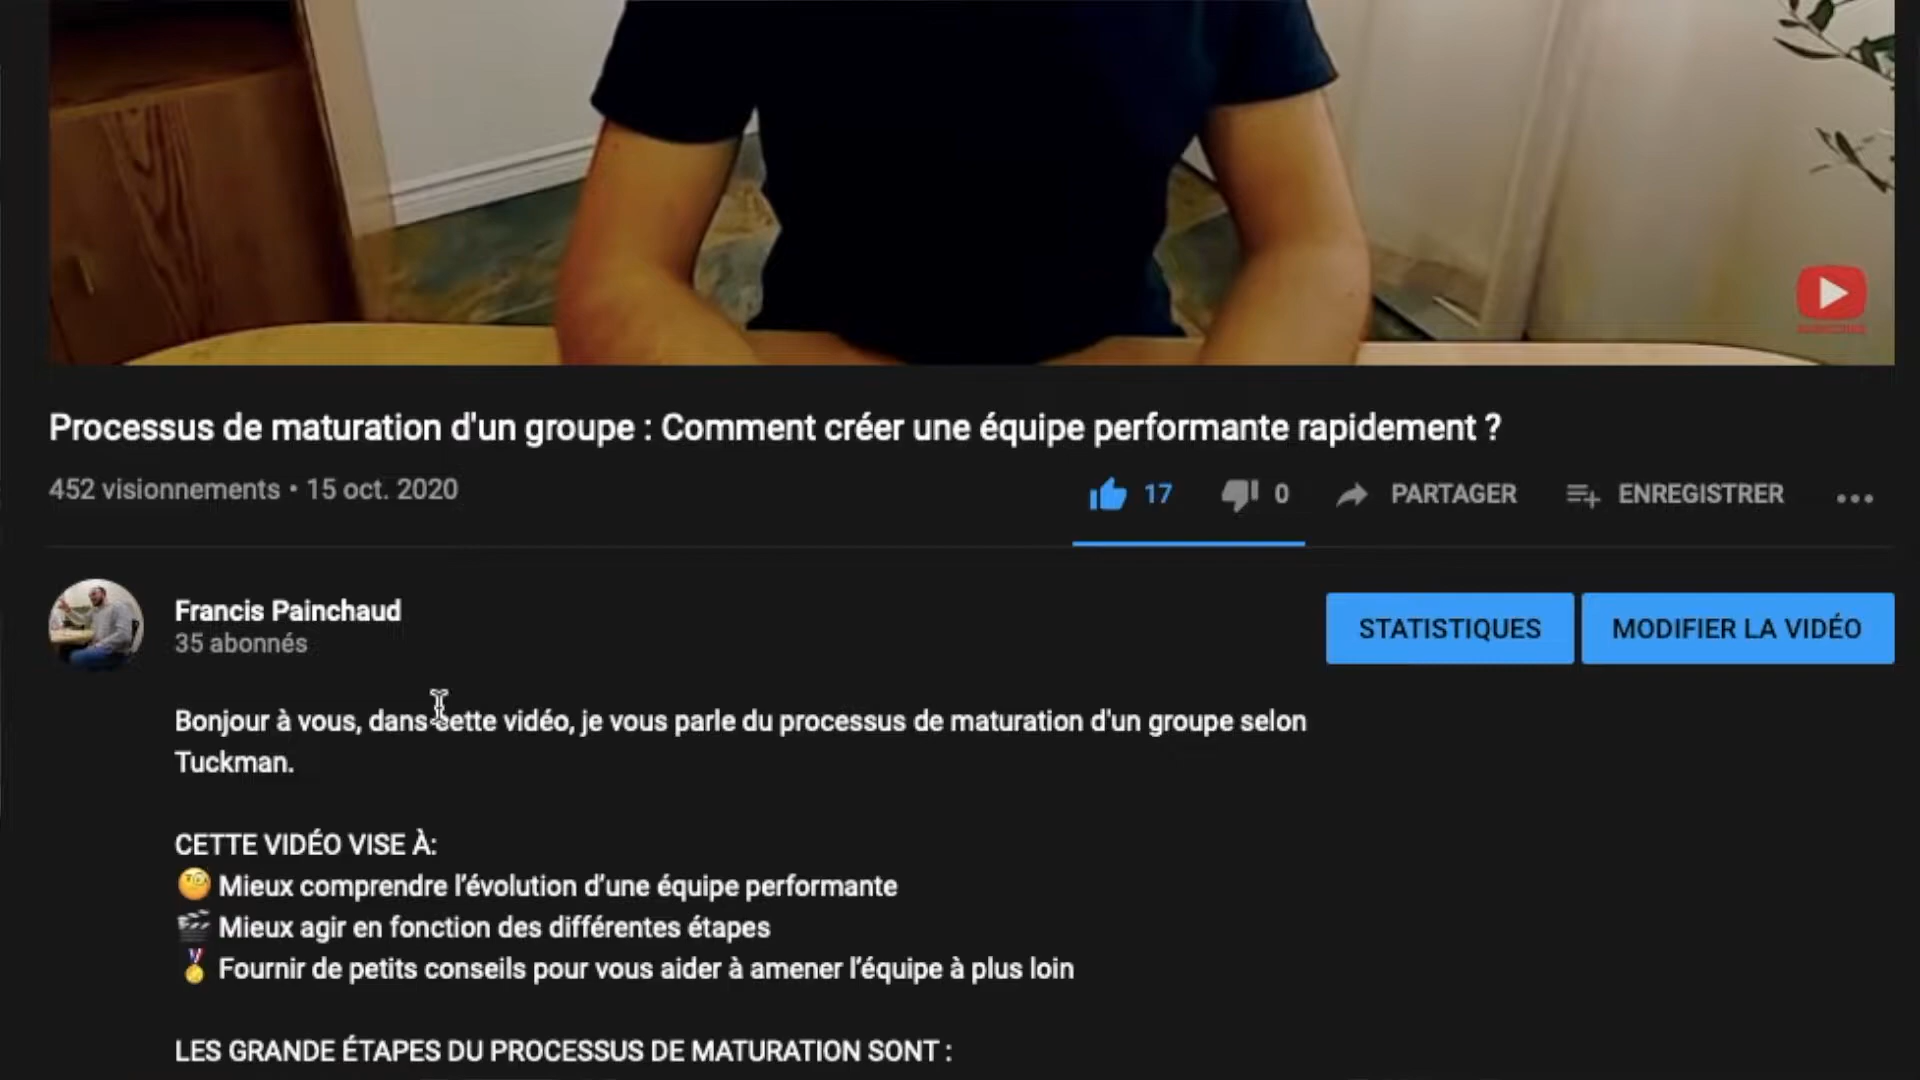 Processus de maturation d'un groupe : Comment créer une équipe performante rapidement ?
452 visionnements • 15 oct. 2020
17
0
PARTAGER
ENREGISTRER
Francis Painchaud
35 abonnés
STATISTIQUES
MODIFIER LA VIDÉO
Bonjour à vous, dans cette vidéo, je vous parle du processus de maturation d'un groupe selon
Tuckman.
CETTE VIDÉO VISE À:
🧐 Mieux comprendre l’évolution d’une équipe performante
🎬 Mieux agir en fonction des différentes étapes
🏅 Fournir de petits conseils pour vous aider à amener l’équipe à plus loin
LES GRANDE ÉTAPES DU PROCESSUS DE MATURATION SONT :